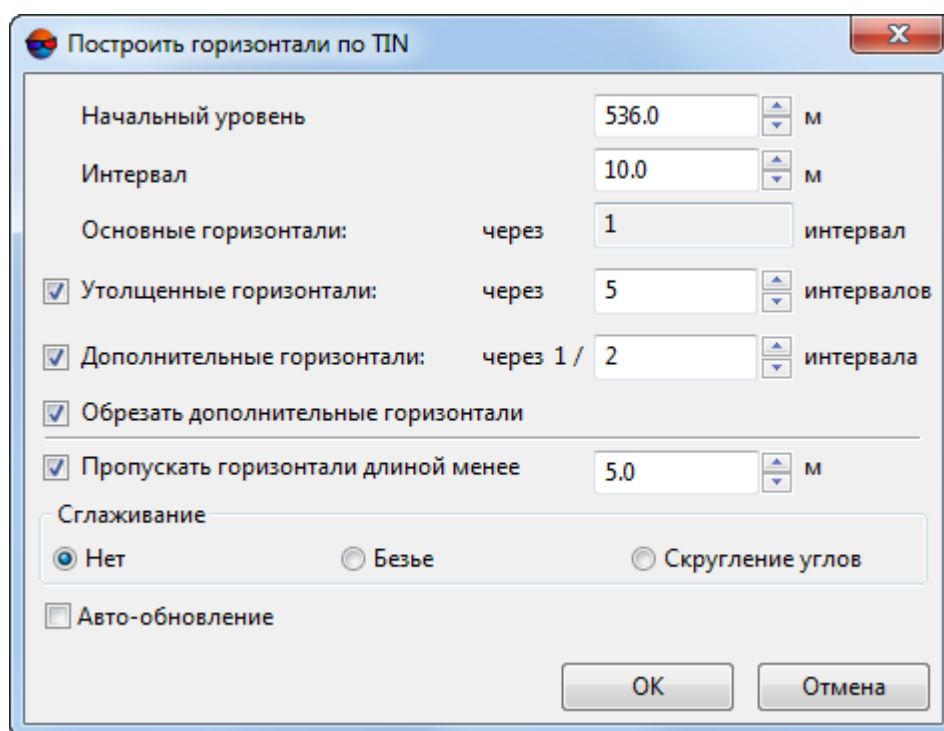 Построить горизонтали по TIN
Начальный уровень 536.0 м
Интервал 10.0 м
Основные горизонтали: через 1 интервал
Утолщенные горизонтали: через 5 интервалов
Дополнительные горизонтали: через 1 / 2 интервала
Обрезать дополнительные горизонтали
Пропускать горизонтали длиной менее 5.0 м
Сглаживание
Нет Безье Скругление углов
Авто-обновление
ОК Отмена